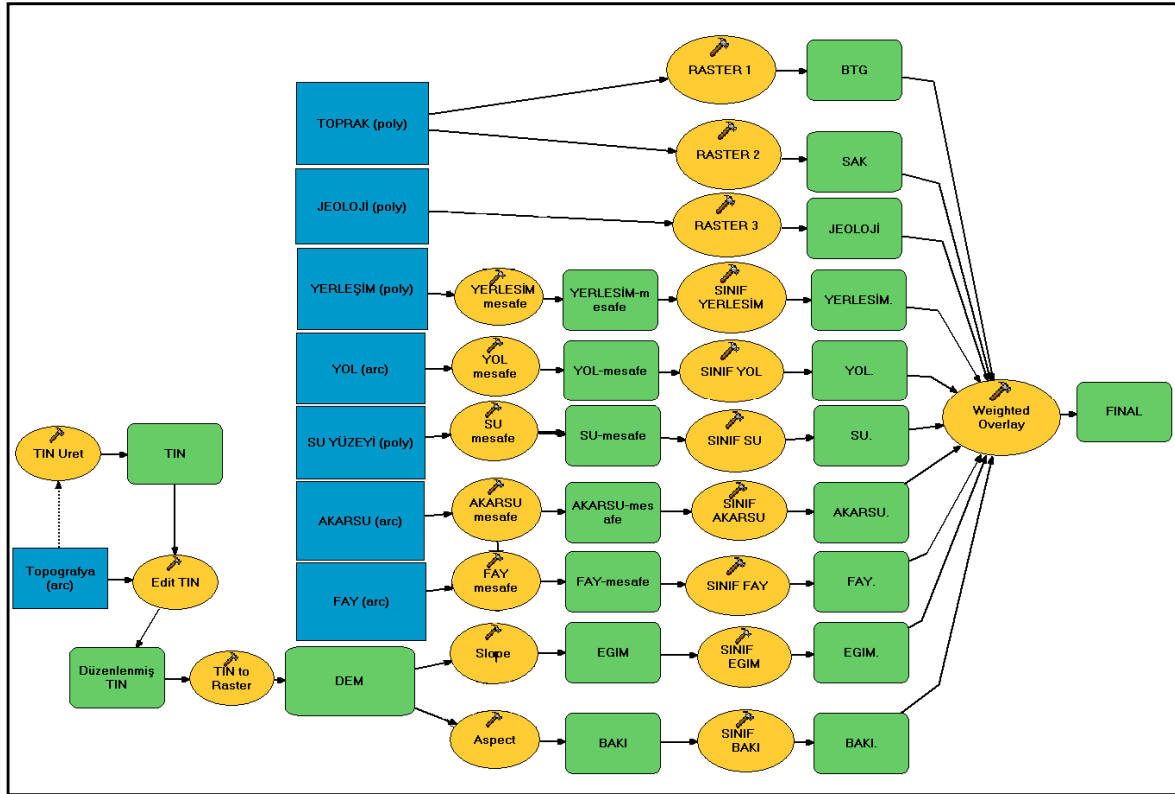 RASTER 1
BTG
TOPRAK (poly)
RASTER 2
SAK
JEOLOJİ (poly)
RASTER 3
JEOLOJİ
YERLEŞİM (poly)
YERLESİM
mesafe
YERLESİM-m
esafe
SINIF
YERLESİM
YERLESİM.
YOL (arc)
YOL
mesafe
YOL-mesafe
SINIF YOL
YOL.
Weighted
Overlay
FINAL
SU YÜZEYİ (poly)
SU
mesafe
SU-mesafe
SINIF SU
SU.
TIN Uret
TIN
AKARSU (arc)
AKARSU
mesafe
AKARSU-mes
afe
SINIF
AKARSU
AKARSU.
Topografya
(arc)
Edit TIN
FAY (arc)
FAY
mesafe
FAY-mesafe
SINIF FAY
FAY.
Düzenlenmiş
TIN
TIN to
Raster
DEM
Slope
EGIM
SINIF
EGIM
EGIM.
Aspect
BAKI
SINIF
BAKI
BAKI.